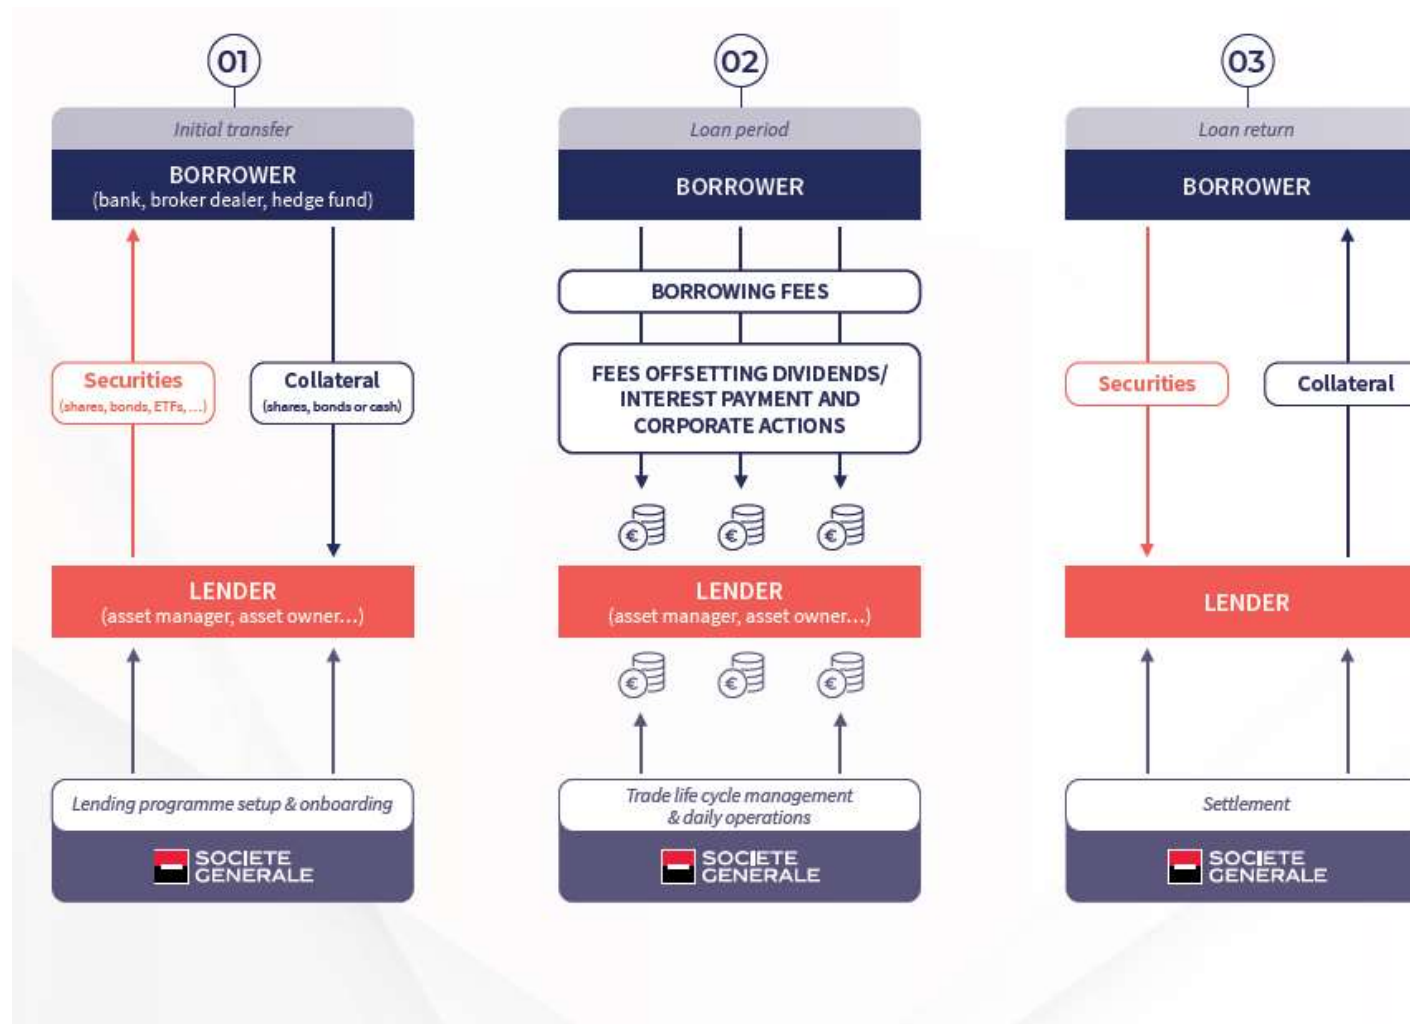 01
Initial transfer
BORROWER
(bank, broker dealer, hedge fund)
Securities
(shares, bonds, ETFs, ...)
Collateral
(shares, bonds or cash)
LENDER
(asset manager, asset owner...)
Lending programme setup & onboarding
SOCIETE
GENERALE
02
Loan period
BORROWER
BORROWING FEES
FEES OFFSETTING DIVIDENDS/
INTEREST PAYMENT AND
CORPORATE ACTIONS
€ € €
LENDER
(asset manager, asset owner...)
€ € €
Trade life cycle management
& daily operations
SOCIETE
GENERALE
03
Loan return
BORROWER
Securities
Collateral
LENDER
Settlement
SOCIETE
GENERALE